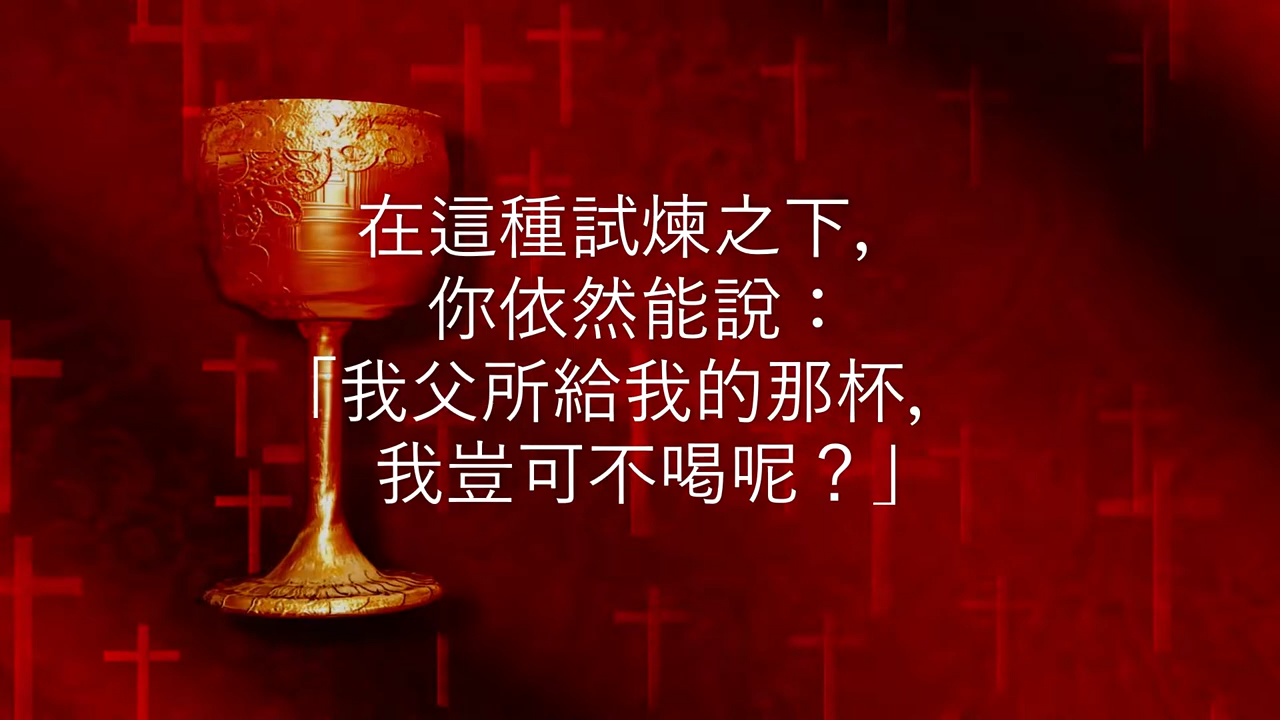 在這種試煉之下,
你依然能說：
「我父所給我的那杯,
我豈可不喝呢？」